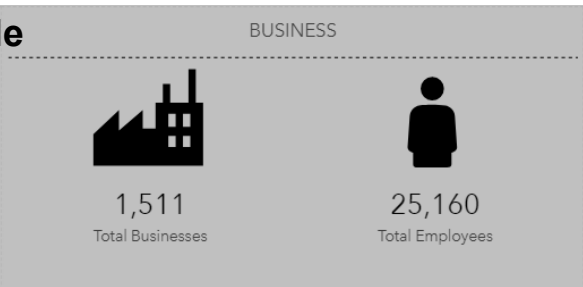 BUSINESS
1,511
Total Businesses
25,160
Total Employees